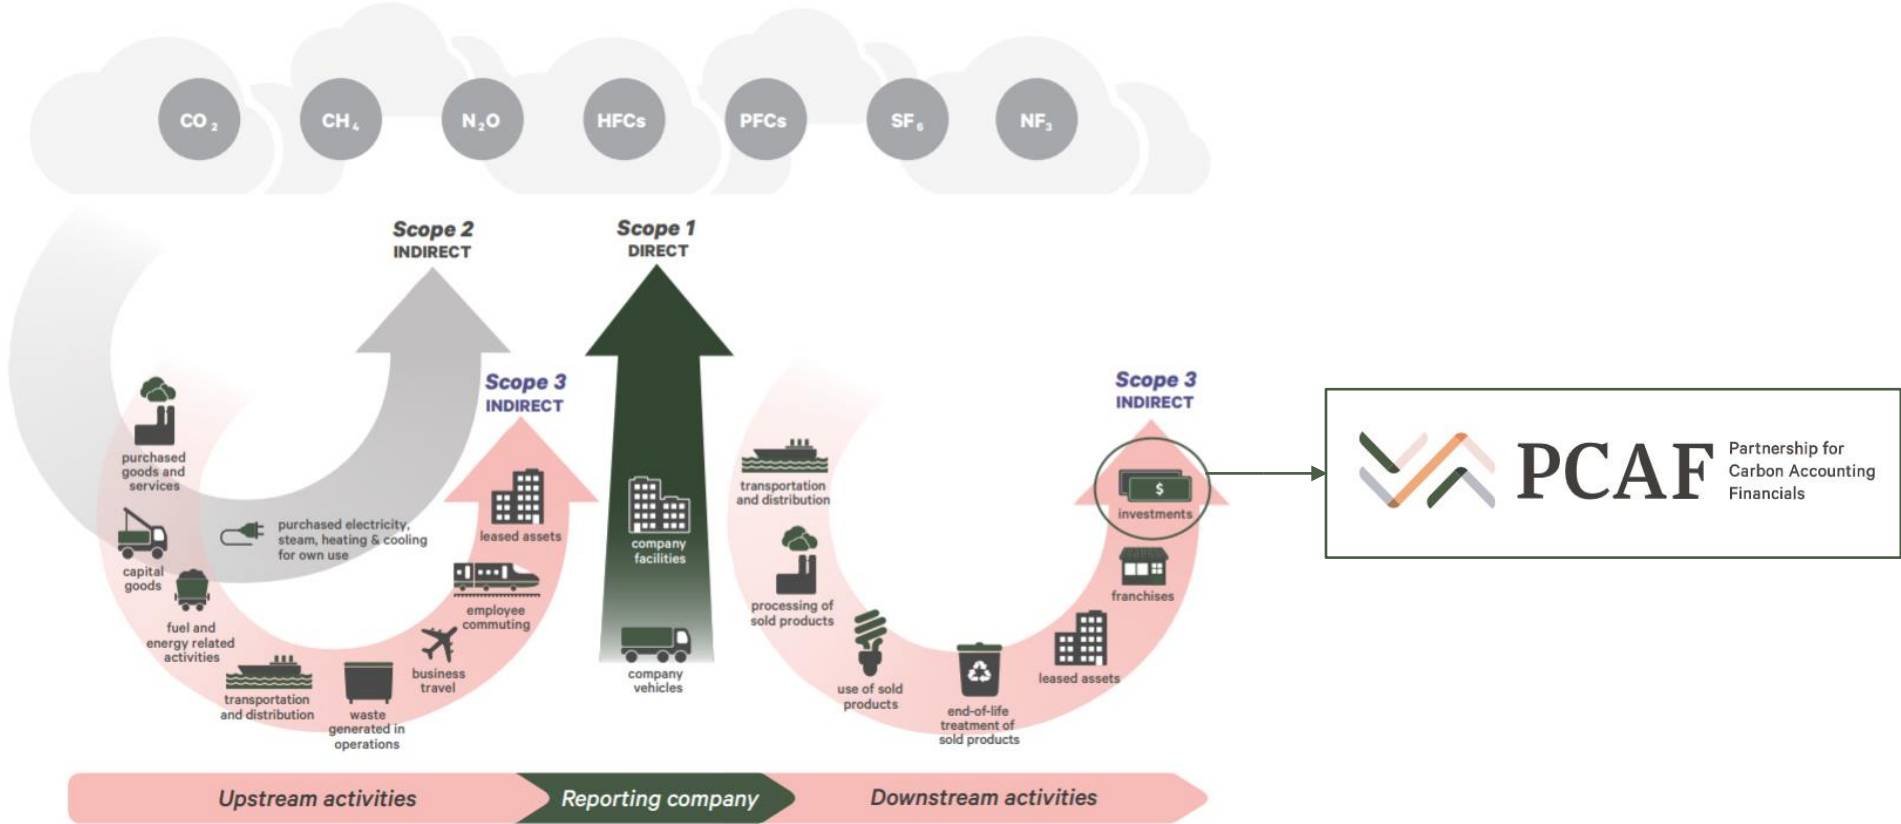 CO₂
CH₄
N₂O
HFCs
PFCs
SF₆
NF₃
Scope 2
INDIRECT
Scope 1
DIRECT
Scope 3
INDIRECT
Scope 3
INDIRECT
purchased
goods and
services
capital
goods
fuel and
energy related
activities
transportation
and distribution
waste
generated in
operations
business
travel
employee
commuting
leased assets
purchased electricity,
steam, heating & cooling
for own use
company
facilities
company
vehicles
transportation
and distribution
processing of
sold products
use of sold
products
end-of-life
treatment of
sold products
leased assets
franchises
$
investments
PCAF
Partnership for
Carbon Accounting
Financials
Upstream activities
Reporting company
Downstream activities